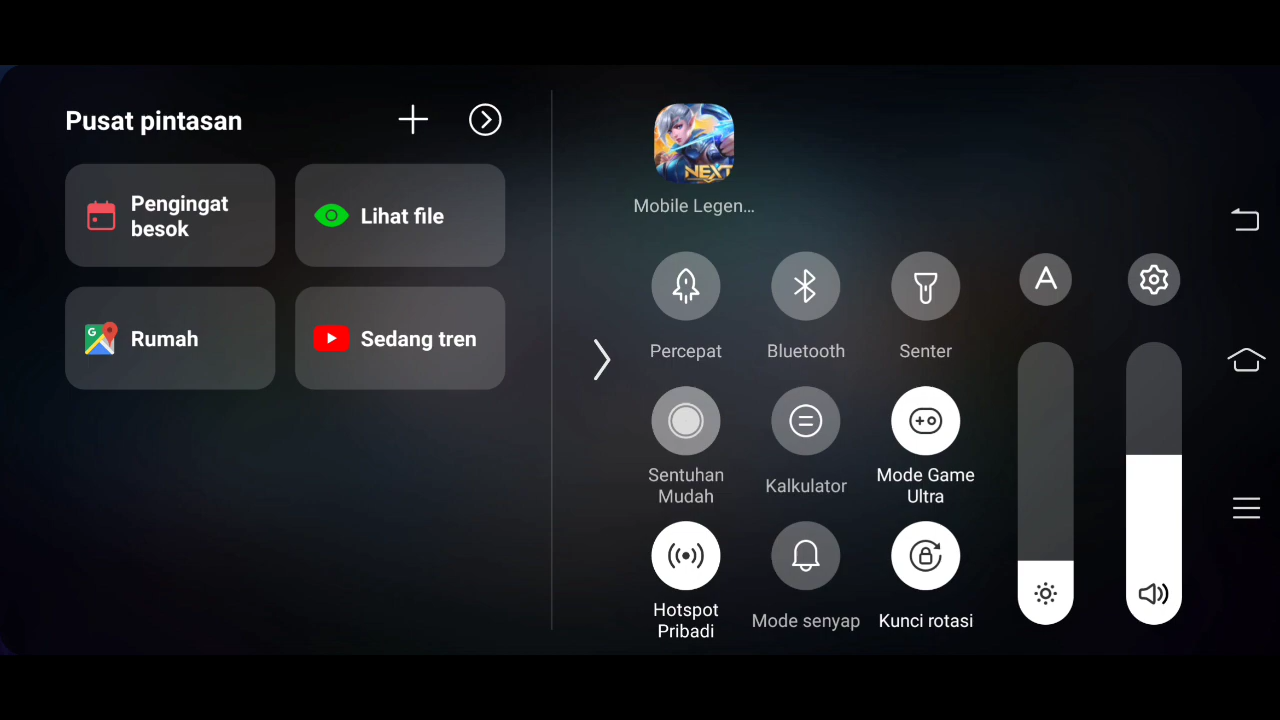 Pusat pintasan
Pengingat
besok
Lihat file
Rumah
Sedang tren
NEXT
Mobile Legen...
Percepat
Bluetooth
Senter
A
Sentuhan
Mudah
Kalkulator
Mode Game
Ultra
Hotspot
Pribadi
Mode senyap
Kunci rotasi